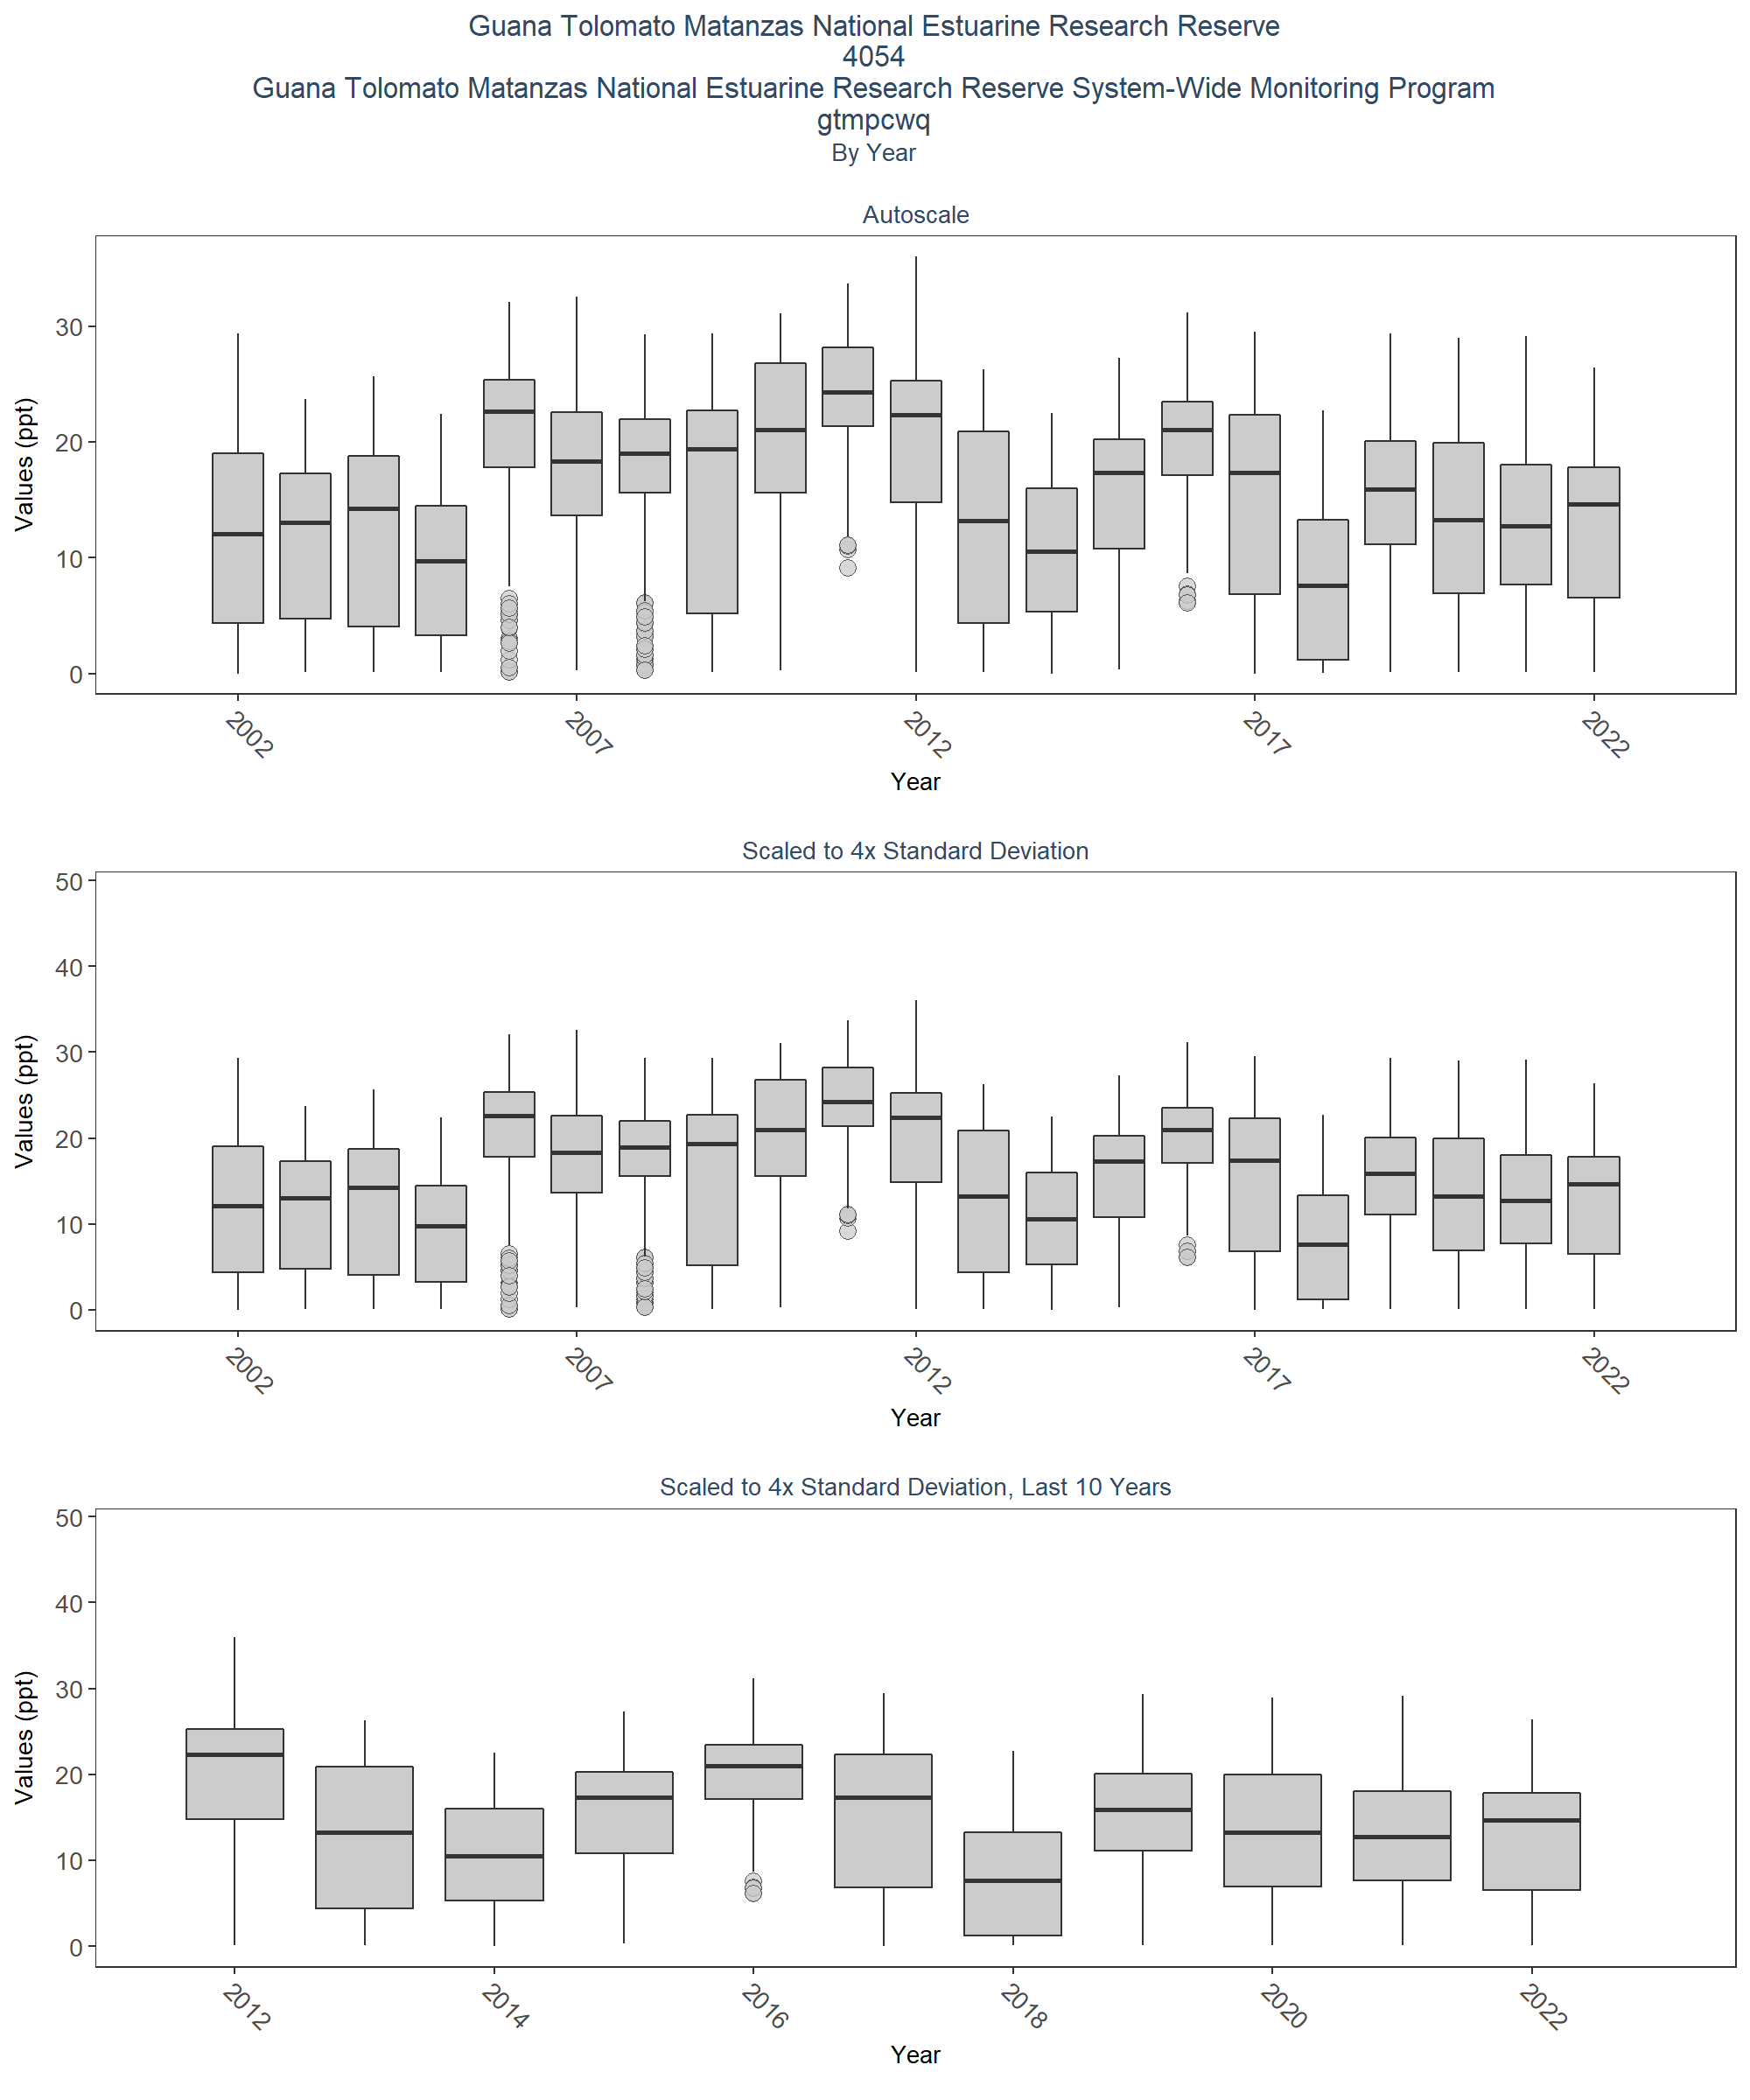 Guana Tolomato Matanzas National Estuarine Research Reserve
4054
Guana Tolomato Matanzas National Estuarine Research Reserve System-Wide Monitoring Program
gtmpcwq
By Year
Autoscale
Values (ppt)
30
20
10
0
2002
2007
2012
2017
2022
Year
Scaled to 4x Standard Deviation
Values (ppt)
50
40
30
20
10
0
2002
2007
2012
2017
2022
Year
Scaled to 4x Standard Deviation, Last 10 Years
Values (ppt)
50
40
30
20
10
0
2012
2014
2016
2018
2020
2022
Year